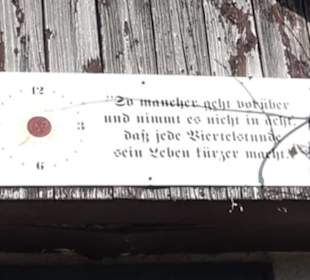 12
3
6
"So mancher geht vorüber
und nimmt es nicht in acht,
daß jede Viertelstunde
sein Leben kürzer macht."